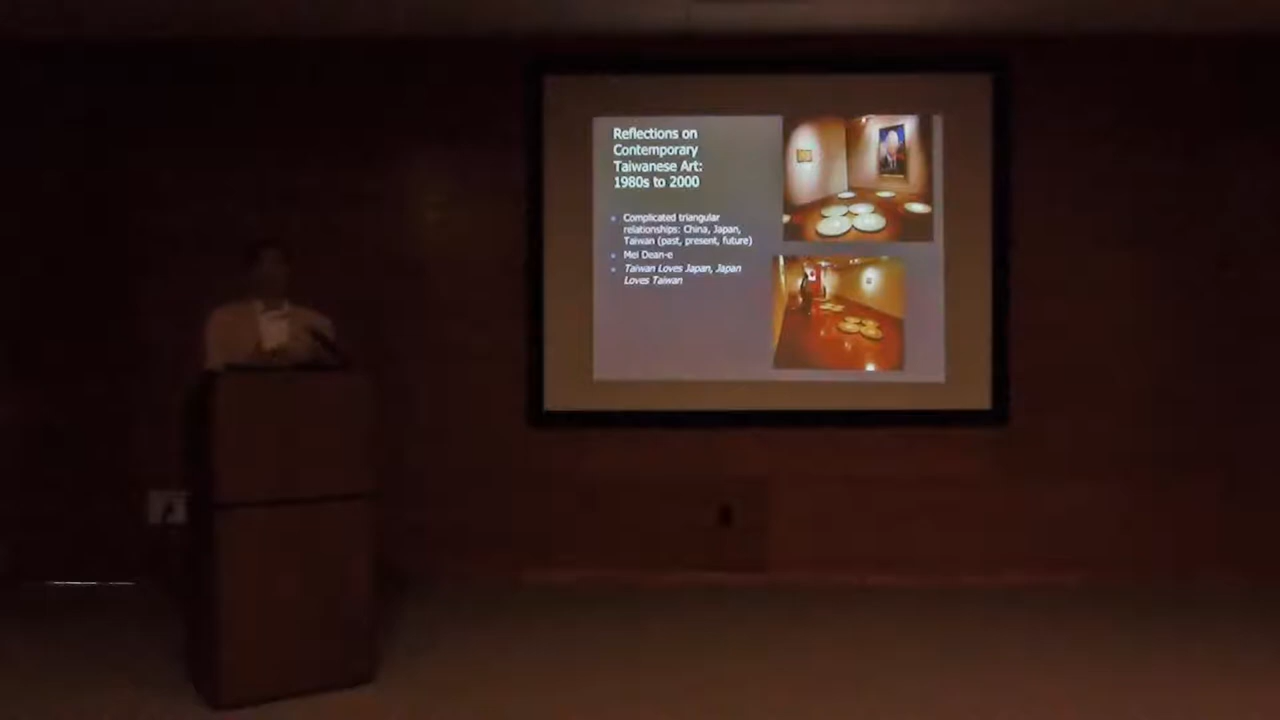 Reflections on
Contemporary
Taiwanese Art:
1980s to 2000
Complicated triangular
relationships: China, Japan,
Taiwan (past, present, future)
Mei Dean-e
Taiwan Loves Japan, Japan
Loves Taiwan